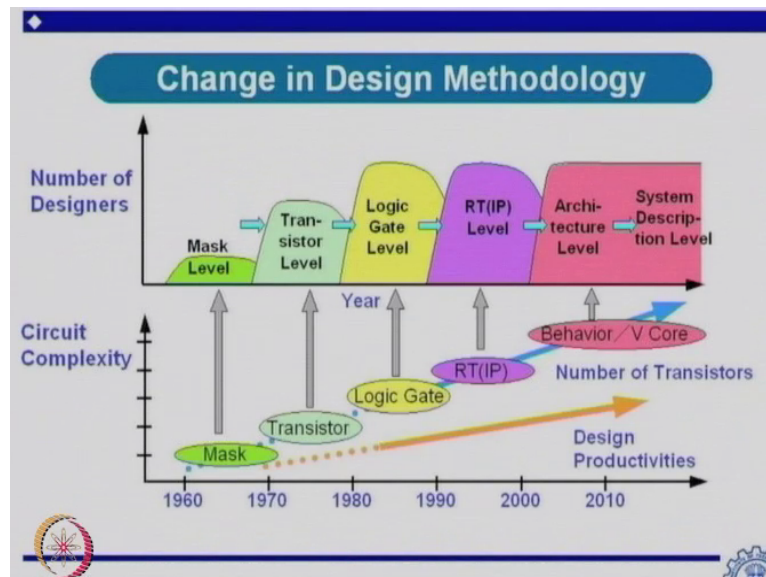 Change in Design Methodology
Number of
Designers
Mask
Level
Tran-
sistor
Level
Logic
Gate
Level
RT(IP)
Level
Archi-
tecture
Level
System
Descrip-
tion Level
Year
Circuit
Complexity
Mask
Transistor
Logic Gate
RT(IP)
Behavior/V Core
Number of Transistors
Design
Productivities
1960 1970 1980 1990 2000 2010